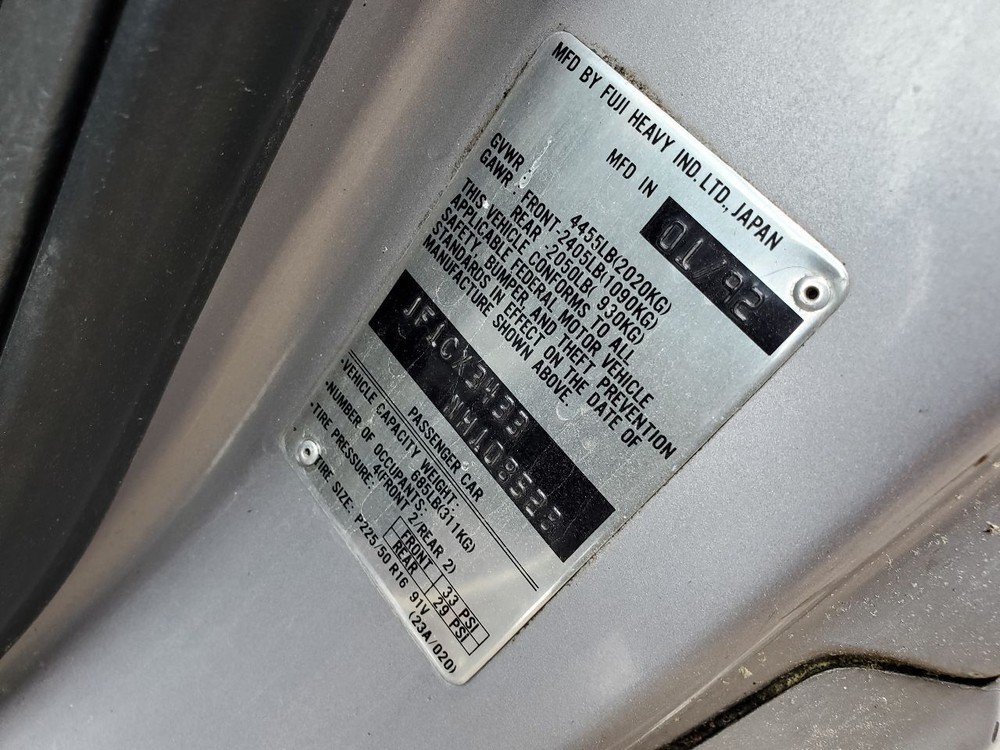 MFD BY FUJI HEAVY IND. LTD., JAPAN
MFD IN 01/92
GVWR 4455LB(2020KG)
GAWR : FRONT-2405LB(1090KG)
REAR -2050LB( 930KG)
THIS VEHICLE CONFORMS TO ALL
APPLICABLE FEDERAL MOTOR VEHICLE
SAFETY, BUMPER, AND THEFT PREVENTION
STANDARDS IN EFFECT ON THE DATE OF
MANUFACTURE SHOWN ABOVE.
JF1CX3433
NH108528
PASSENGER CAR
-VEHICLE CAPACITY WEIGHT:
685LB(311KG)
-NUMBER OF OCCUPANTS:
4(FRONT 2/REAR 2)
-TIRE PRESSURE: FRONT 33 PSI
REAR 29 PSI
-TIRE SIZE: P225/50 R16 91V
(23A/020)